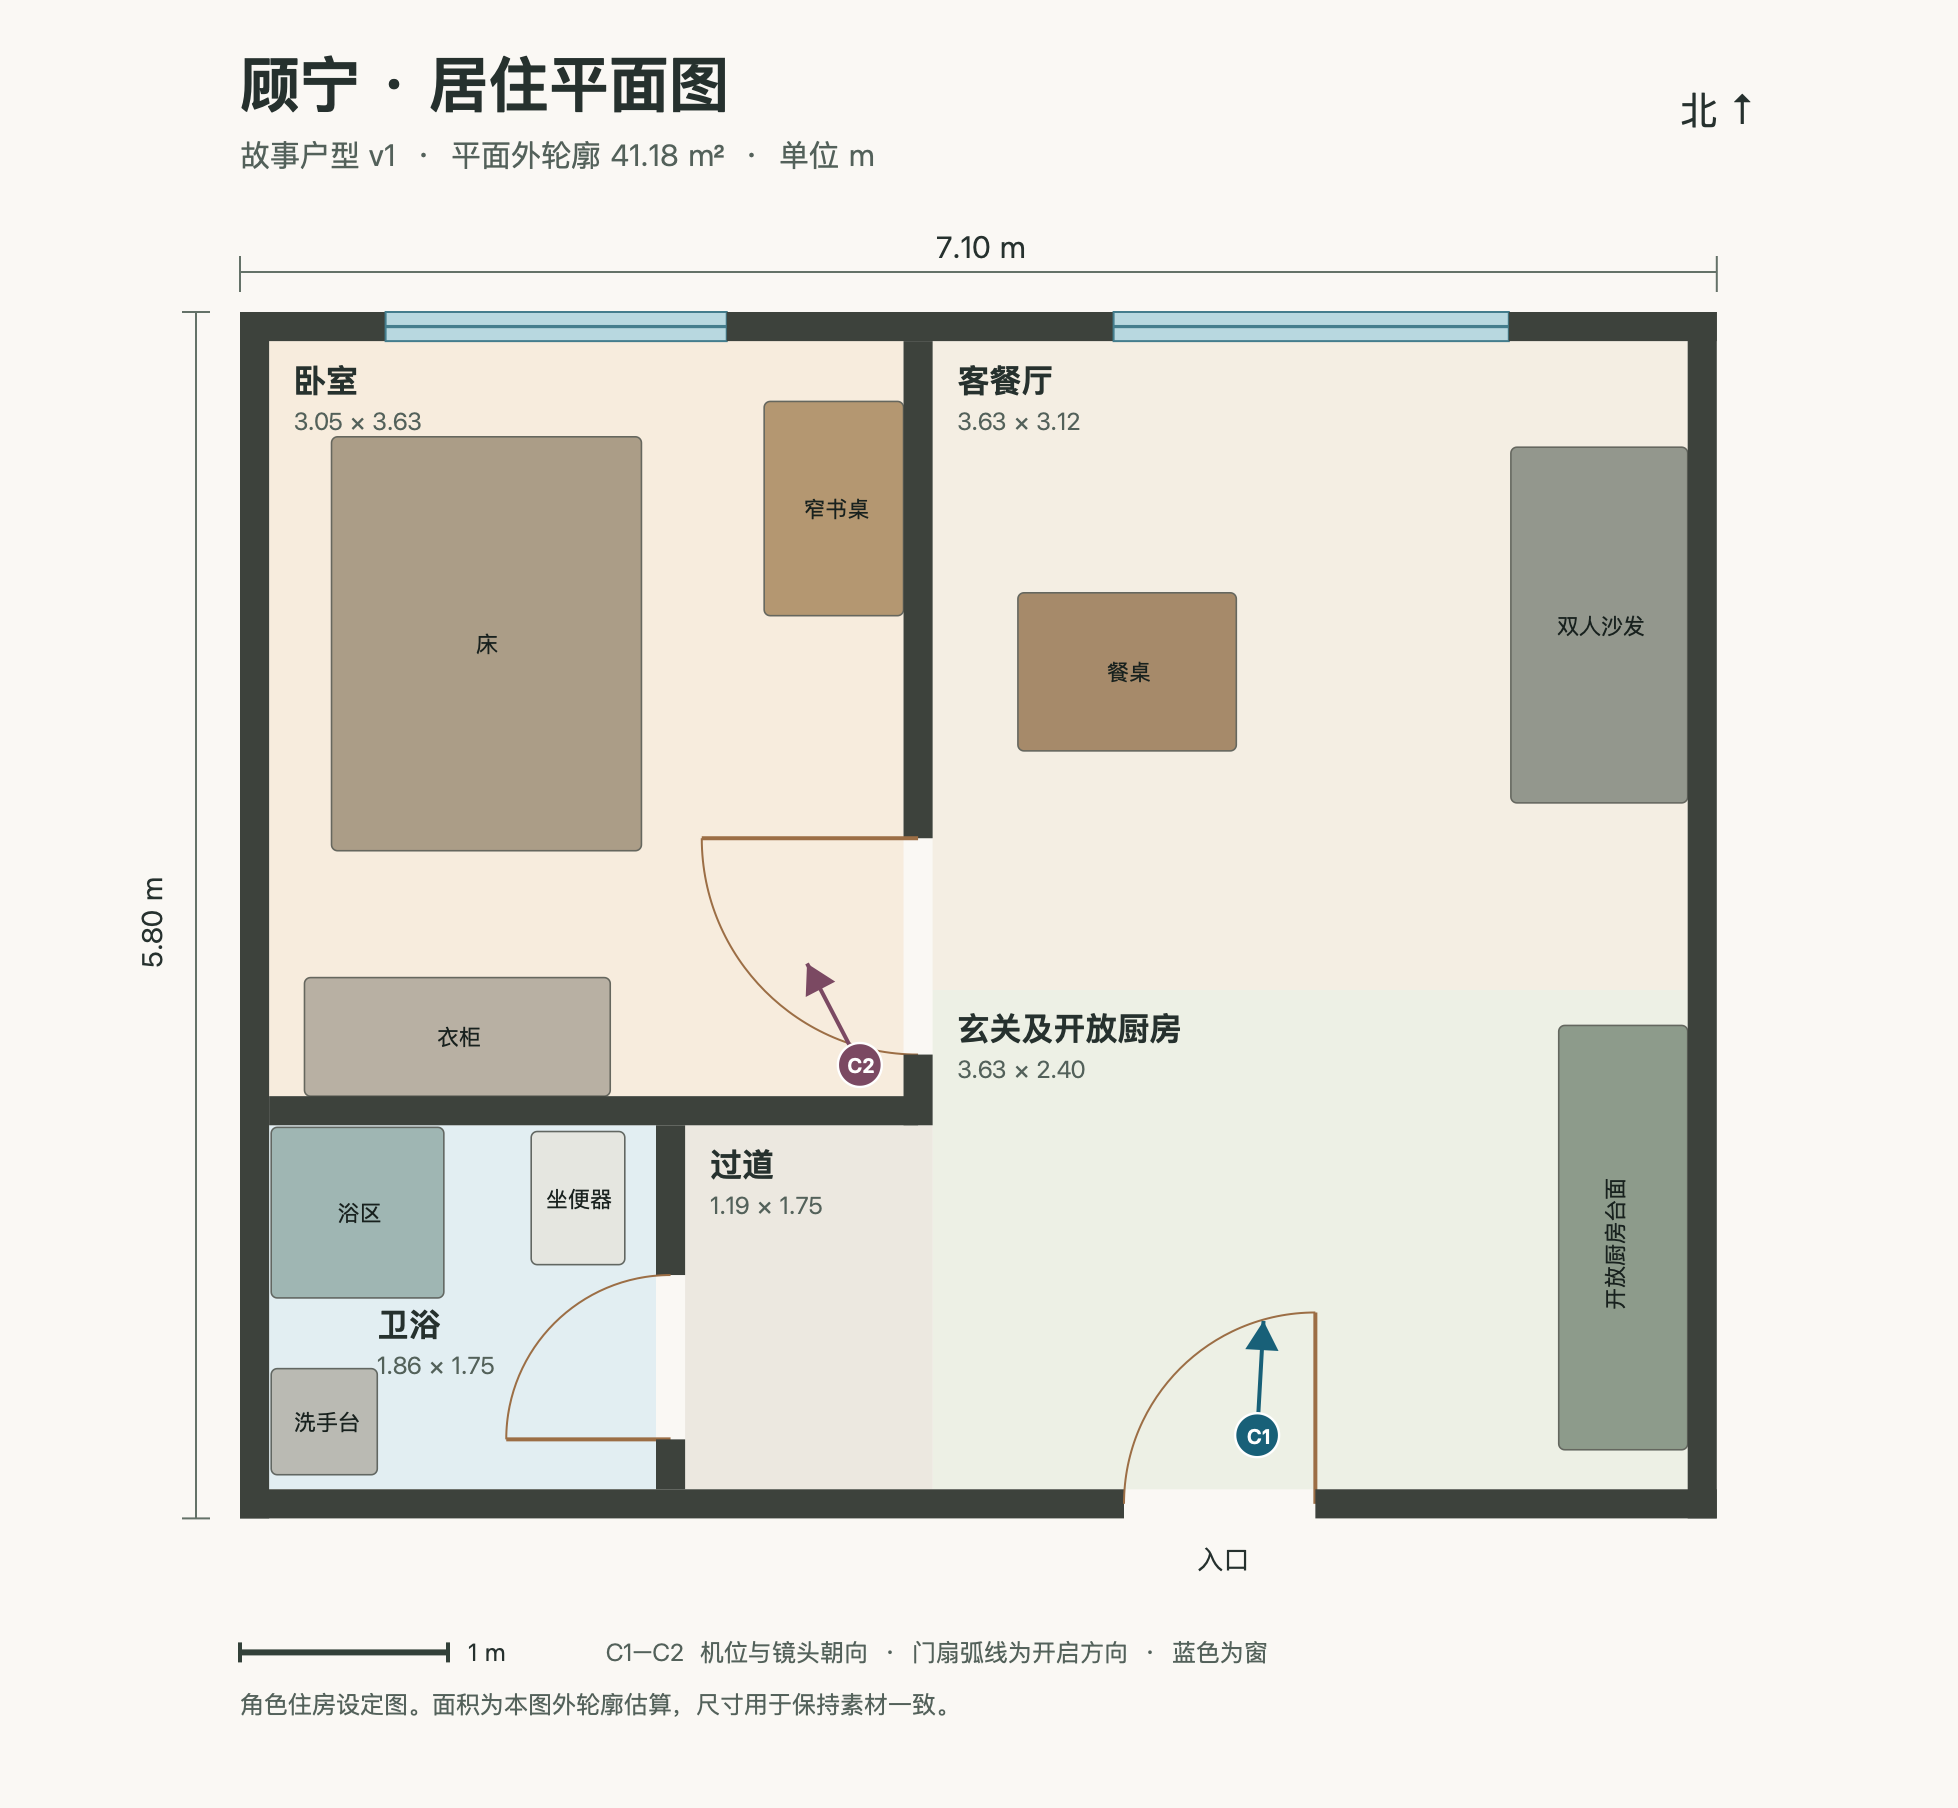 顾宁 · 居住平面图
北 ↑
故事户型 v1 · 平面外轮廓 41.18 m² · 单位 m
7.10 m
5.80 m
卧室
3.05 × 3.63
床
窄书桌
衣柜
客餐厅
3.63 × 3.12
餐桌
双人沙发
C2
玄关及开放厨房
3.63 × 2.40
开放厨房台面
C1
过道
1.19 × 1.75
浴区
坐便器
卫浴
1.86 × 1.75
洗手台
入口
1 m
C1—C2 机位与镜头朝向 · 门扇弧线为开启方向 · 蓝色为窗
角色住房设定图。面积为本图外轮廓估算，尺寸用于保持素材一致。